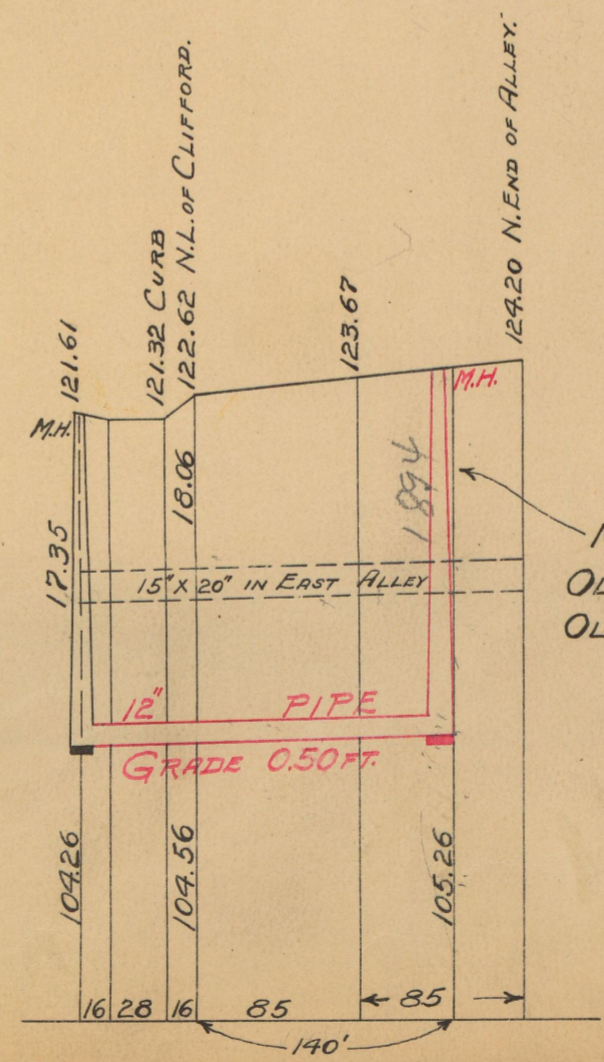 121.61
121.32 CURB
122.62 N.L. OF CLIFFORD.
123.67
124.20 N. END OF ALLEY.
M.H.
M.H.
17.35
18.06
1894
15" X 20" IN EAST ALLEY
12" PIPE
GRADE 0.50 FT.
104.26
104.56
105.26
16 28 16 85 85
140'